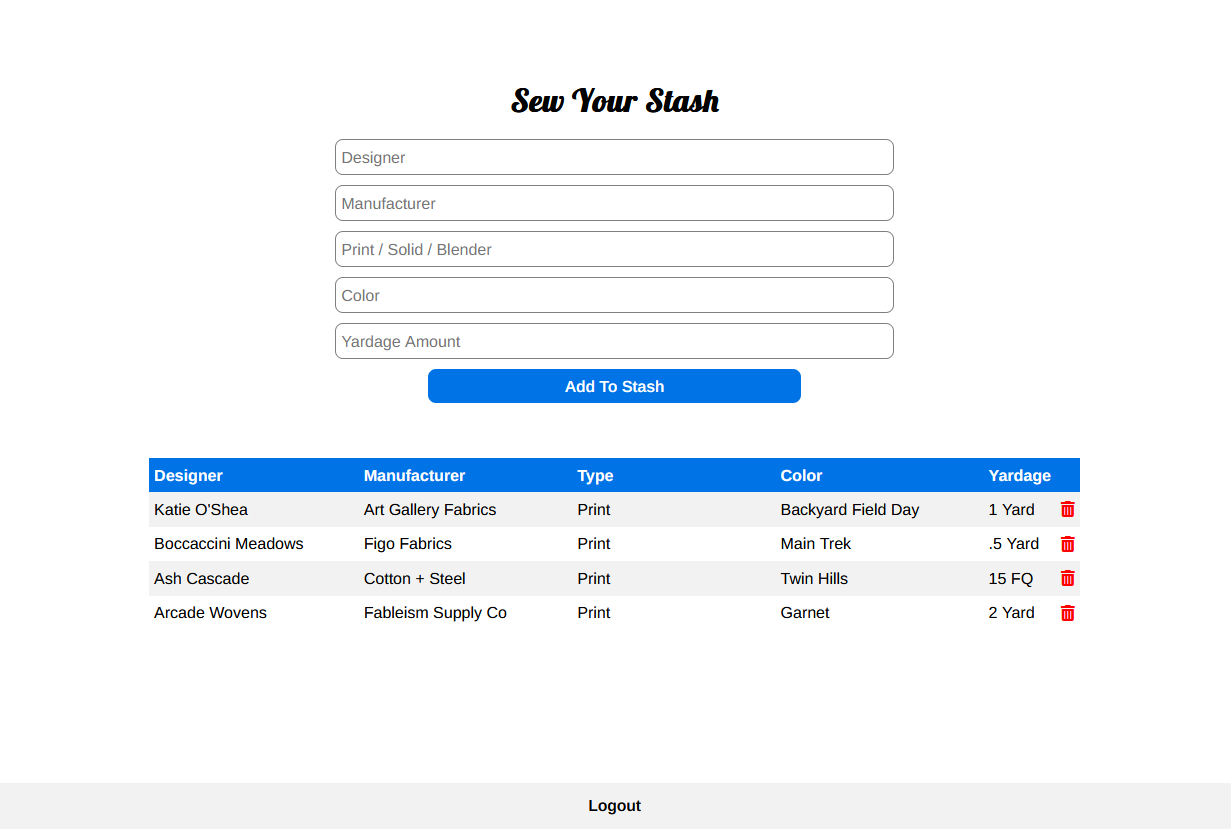 Sew Your Stash
Designer
Manufacturer
Print / Solid / Blender
Color
Yardage Amount
Add To Stash
Designer Manufacturer Type Color Yardage
Katie O'Shea Art Gallery Fabrics Print Backyard Field Day 1 Yard
Boccaccini Meadows Figo Fabrics Print Main Trek .5 Yard
Ash Cascade Cotton + Steel Print Twin Hills 15 FQ
Arcade Wovens Fableism Supply Co Print Garnet 2 Yard
Logout